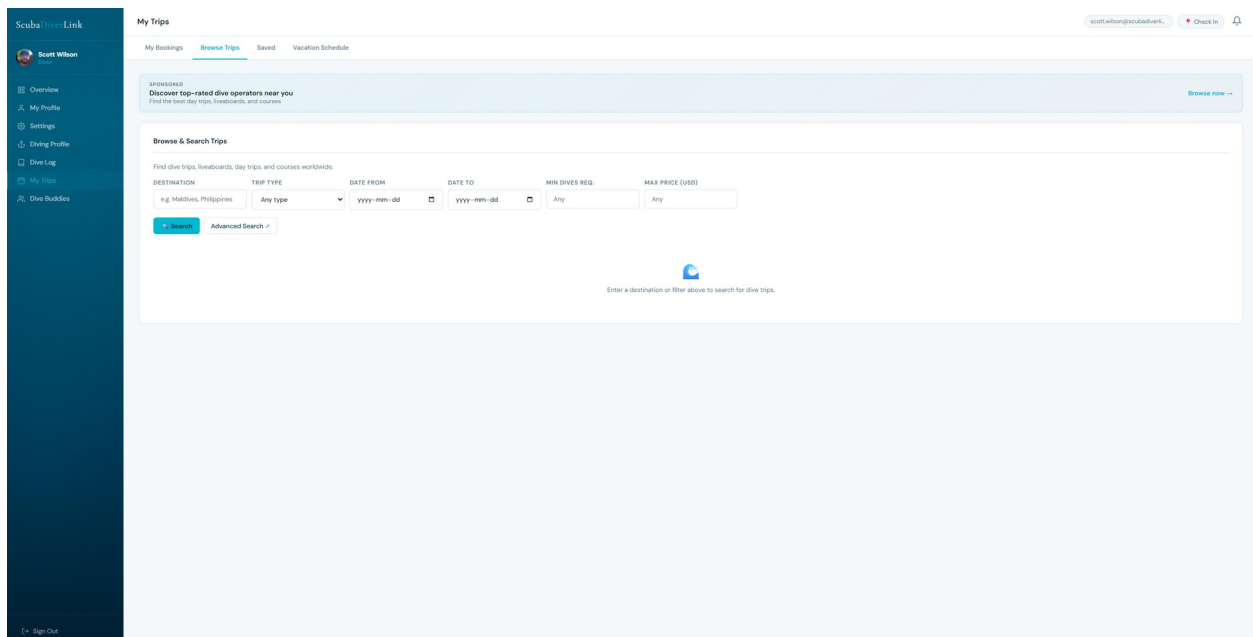 ScubaDiverLink
Scott Wilson
Diver
Overview
My Profile
Settings
Diving Profile
Dive Log
My Trips
Dive Buddies
Sign Out
My Trips
scott.wilson@scubadiverli...
Check In
My Bookings
Browse Trips
Saved
Vacation Schedule
SPONSORED
Discover top-rated dive operators near you
Find the best day trips, liveaboards, and courses
Browse now →
Browse & Search Trips
Find dive trips, liveaboards, day trips, and courses worldwide.
DESTINATION TRIP TYPE DATE FROM DATE TO MIN DIVES REQ. MAX PRICE (USD)
e.g. Maldives, Philippines Any type yyyy-mm-dd yyyy-mm-dd Any Any
Search Advanced Search ↗
Enter a destination or filter above to search for dive trips.